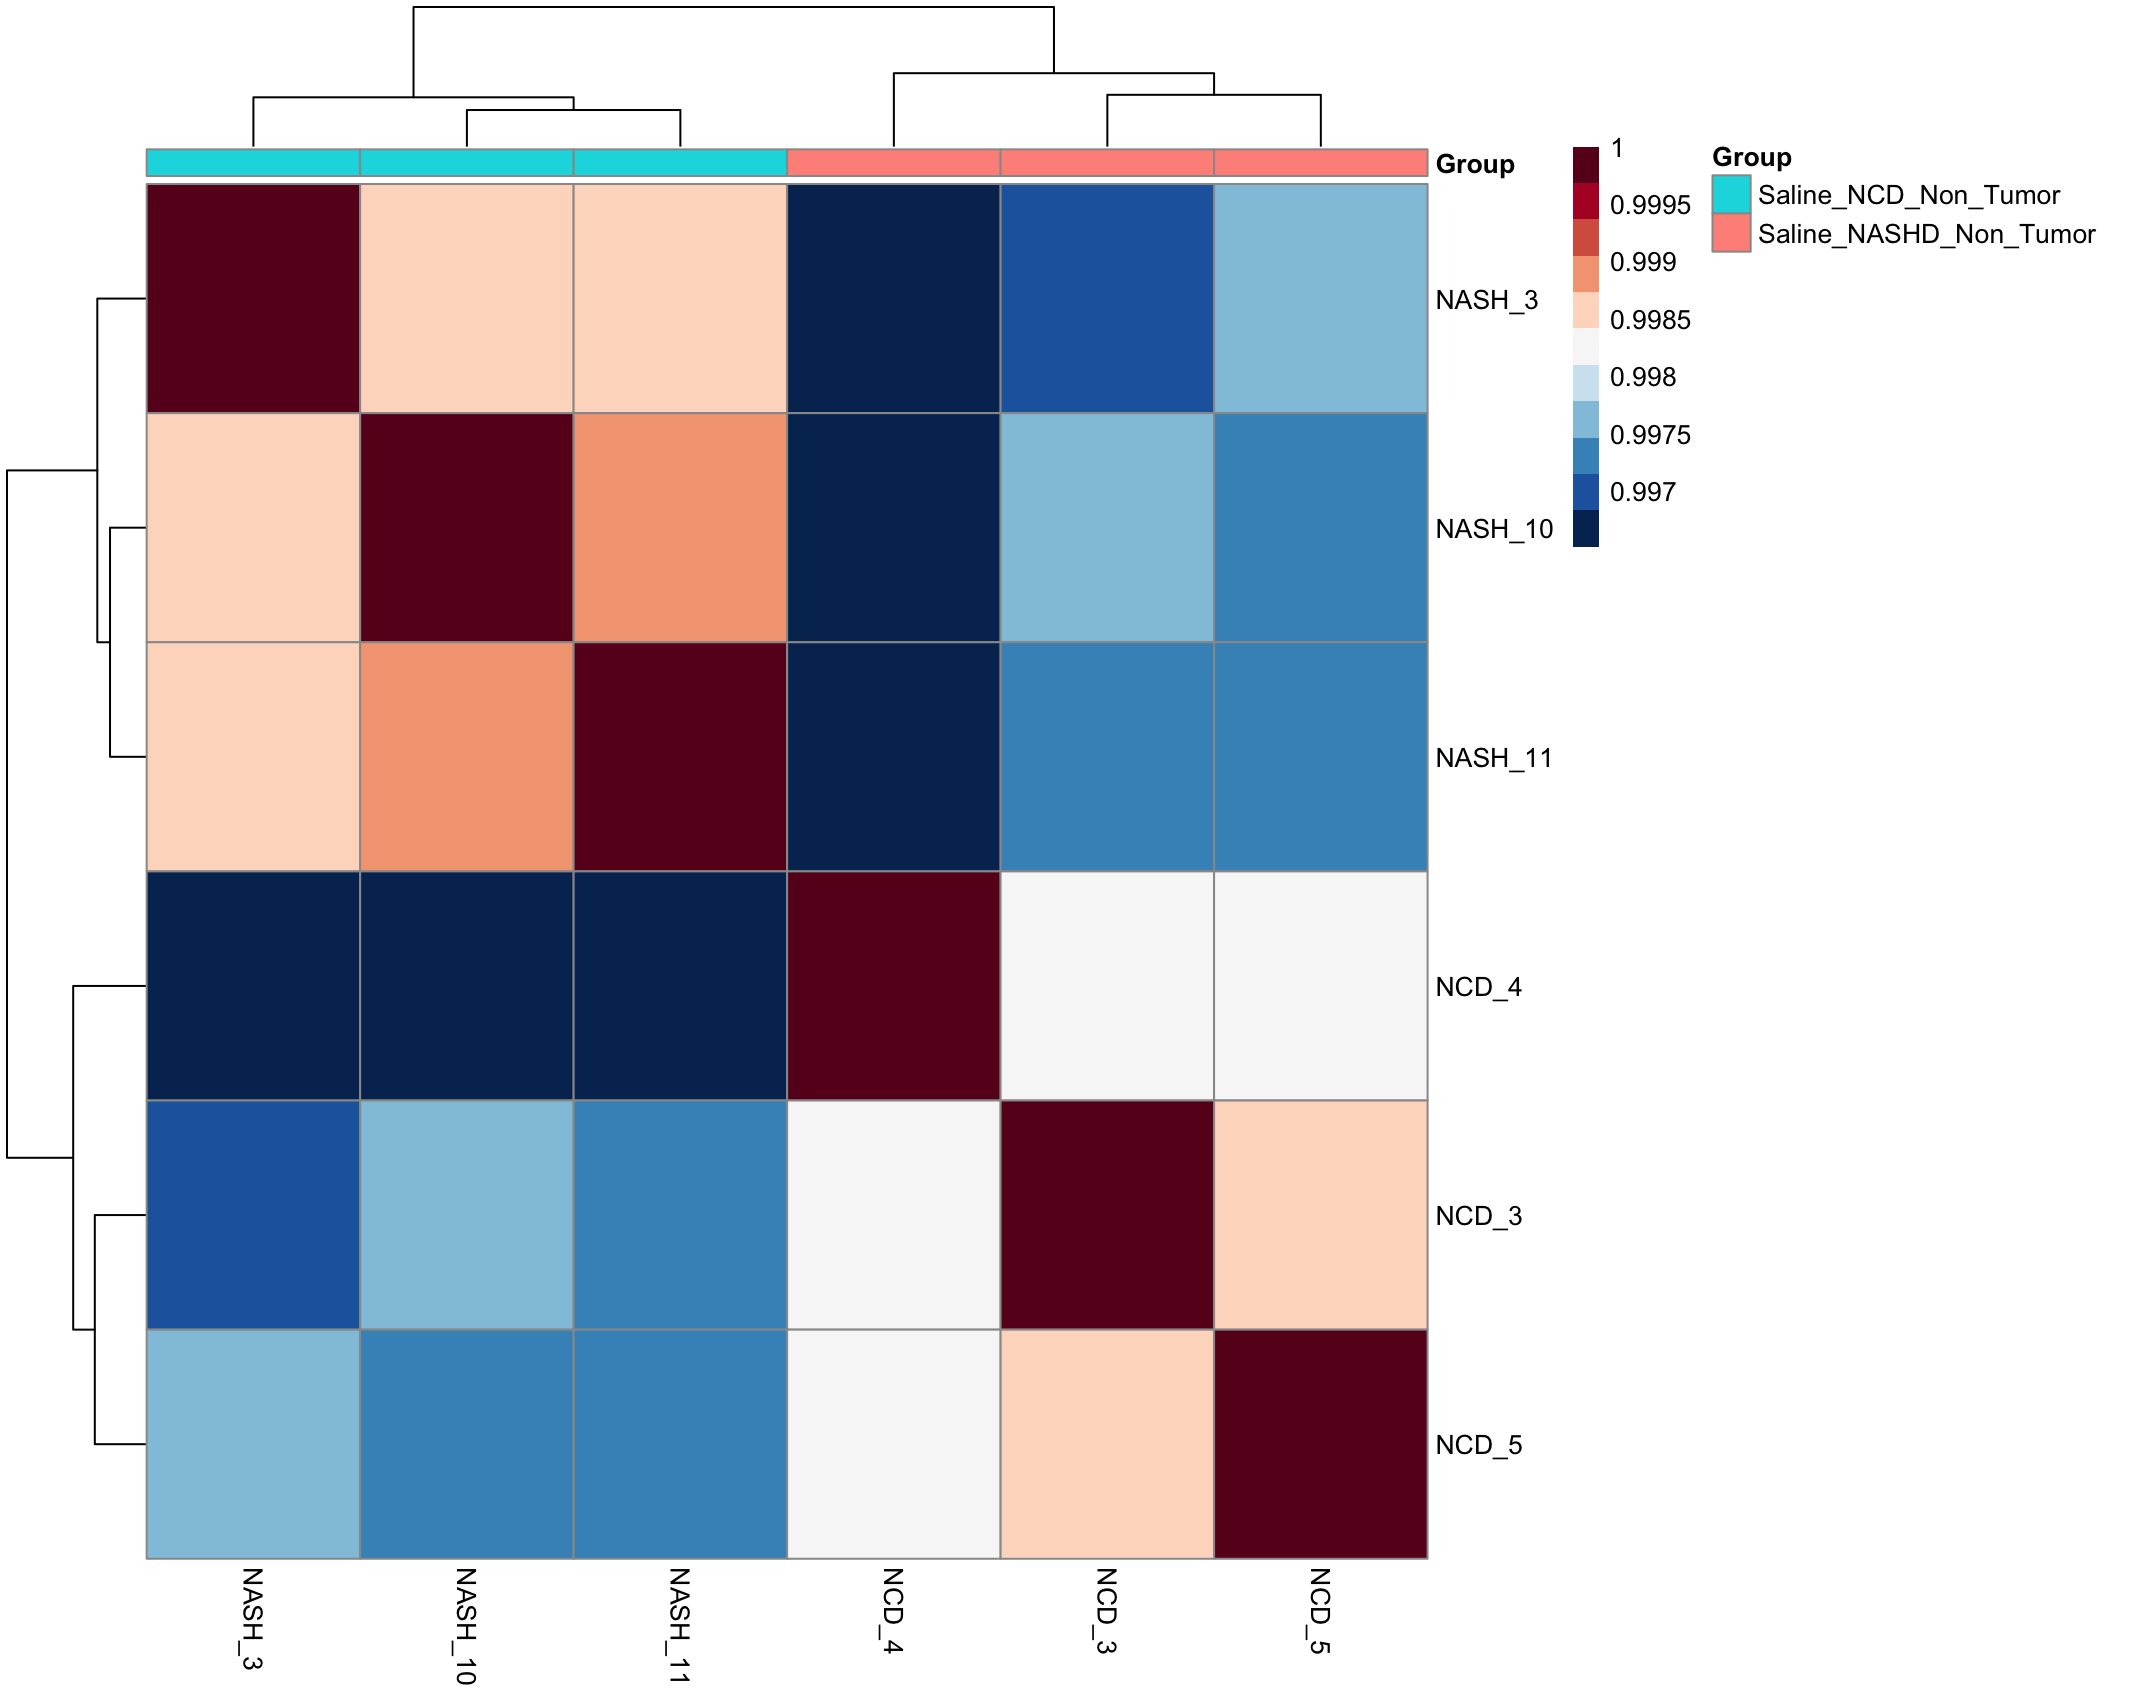 Group
1
0.9995
0.999
0.9985
0.998
0.9975
0.997
Group
Saline_NCD_Non_Tumor
Saline_NASHD_Non_Tumor
NASH_3
NASH_10
NASH_11
NCD_4
NCD_3
NCD_5
NASH_3
NASH_10
NASH_11
NCD_4
NCD_3
NCD_5